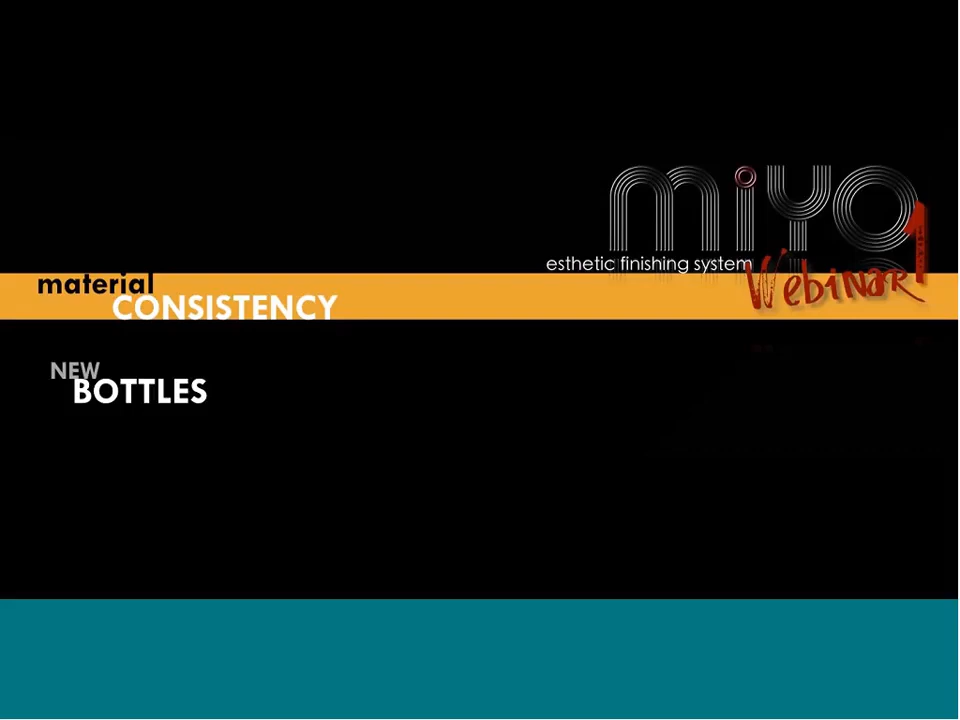 miyo
esthetic finishing system
Webinar 1
material
CONSISTENCY
NEW
BOTTLES